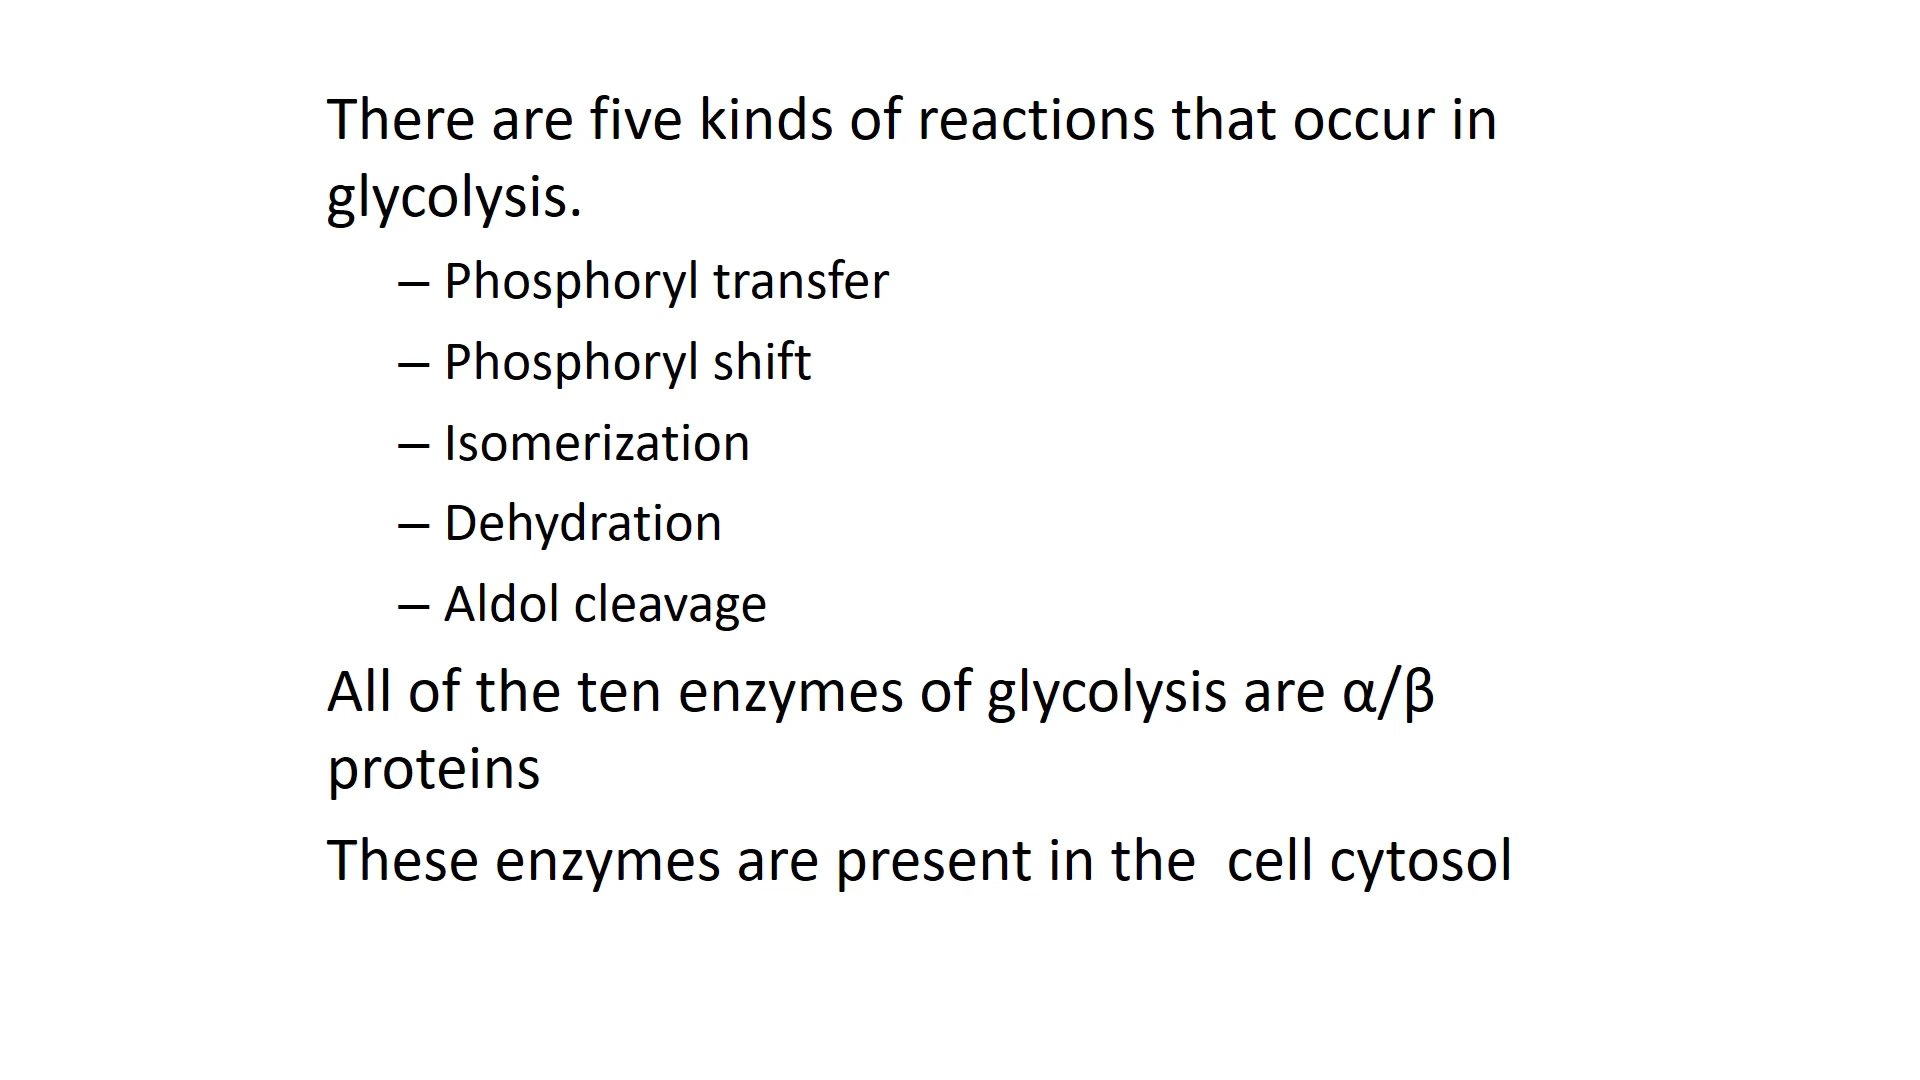 There are five kinds of reactions that occur in
glycolysis.
– Phosphoryl transfer
– Phosphoryl shift
– Isomerization
– Dehydration
– Aldol cleavage
All of the ten enzymes of glycolysis are α/β
proteins
These enzymes are present in the  cell cytosol